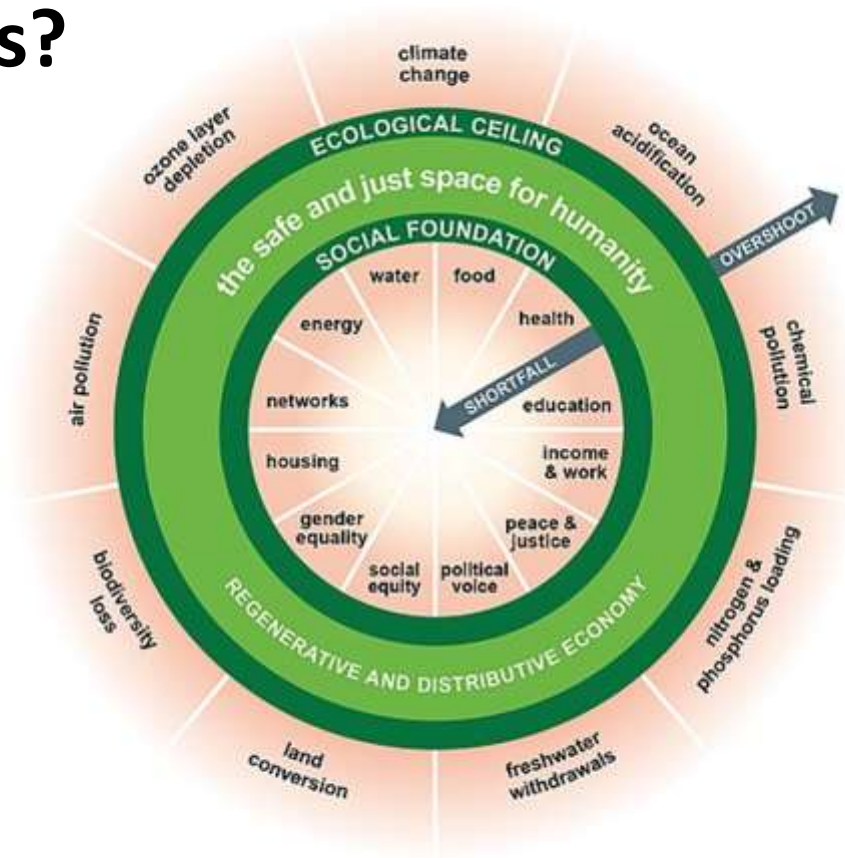 s?
climate
change
ozone layer
depletion
ocean
acidification
ECOLOGICAL CEILING
OVERSHOOT
the safe and just space for humanity
SOCIAL FOUNDATION
water
food
energy
health
SHORTFALL
air pollution
chemical
pollution
networks
education
housing
income
& work
gender
equality
peace &
justice
social
equity
political
voice
biodiversity
loss
nitrogen &
phosphorus loading
REGENERATIVE AND DISTRIBUTIVE ECONOMY
land
conversion
freshwater
withdrawals